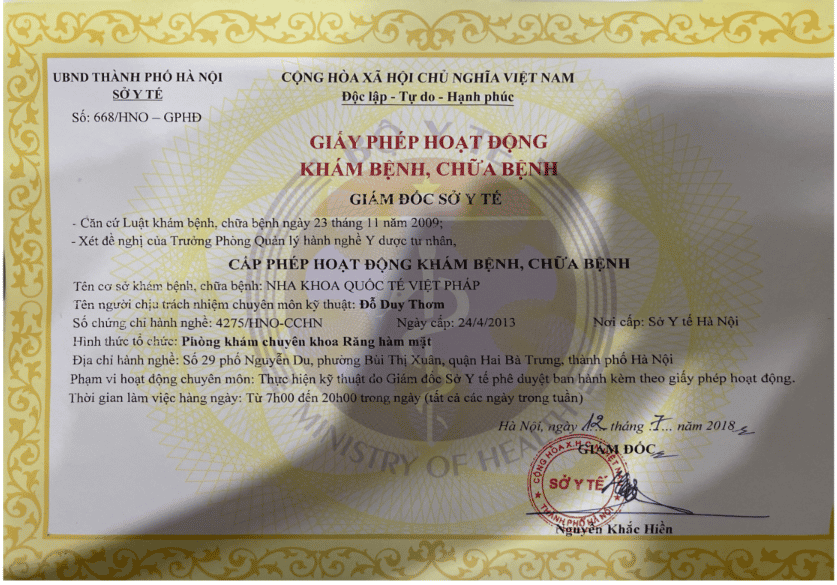 UBND THÀNH PHỐ HÀ NỘI
SỞ Y TẾ
Số: 668/HNO – GPHĐ
CỘNG HÒA XÃ HỘI CHỦ NGHĨA VIỆT NAM
Độc lập - Tự do - Hạnh phúc
GIẤY PHÉP HOẠT ĐỘNG
KHÁM BỆNH, CHỮA BỆNH
GIÁM ĐỐC SỞ Y TẾ
- Căn cứ Luật khám bệnh, chữa bệnh ngày 23 tháng 11 năm 2009;
- Xét đề nghị của Trưởng Phòng Quản lý hành nghề Y dược tư nhân,
CẤP PHÉP HOẠT ĐỘNG KHÁM BỆNH, CHỮA BỆNH
Tên cơ sở khám bệnh, chữa bệnh: NHA KHOA QUỐC TẾ VIỆT PHÁP
Tên người chịu trách nhiệm chuyên môn kỹ thuật: Đỗ Duy Thơm
Số chứng chỉ hành nghề: 4275/HNO-CCHN Ngày cấp: 24/4/2013 Nơi cấp: Sở Y tế Hà Nội
Hình thức tổ chức: Phòng khám chuyên khoa Răng hàm mặt
Địa chỉ hành nghề: Số 29 phố Nguyễn Du, phường Bùi Thị Xuân, quận Hai Bà Trưng, thành phố Hà Nội
Phạm vi hoạt động chuyên môn: Thực hiện kỹ thuật do Giám đốc Sở Y tế phê duyệt ban hành kèm theo giấy phép hoạt động.
Thời gian làm việc hàng ngày: Từ 7h00 đến 20h00 trong ngày (tất cả các ngày trong tuần)
Hà Nội, ngày 12 tháng 7 năm 2018
GIÁM ĐỐC
SỞ Y TẾ
THÀNH PHỐ HÀ NỘI
Nguyễn Khắc Hiền
BỘ Y TẾ
MINISTRY OF HEALTH